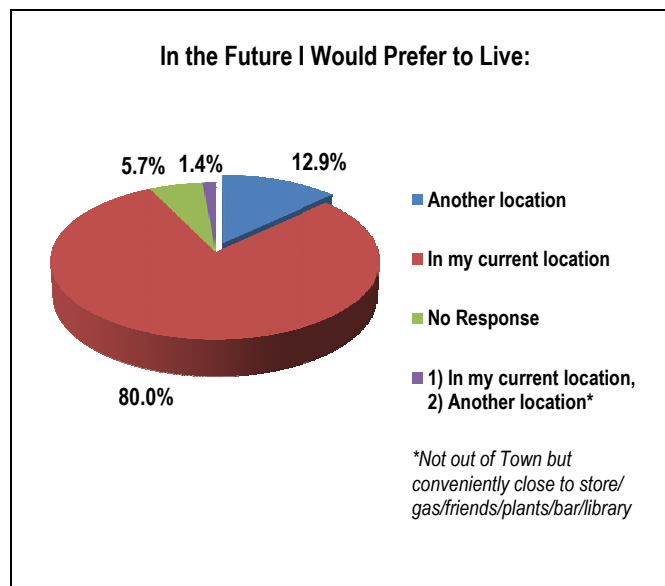 In the Future I Would Prefer to Live:
5.7%
1.4%
12.9%
80.0%
Another location
In my current location
No Response
1) In my current location,
2) Another location*
*Not out of Town but
conveniently close to store/
gas/friends/plants/bar/library